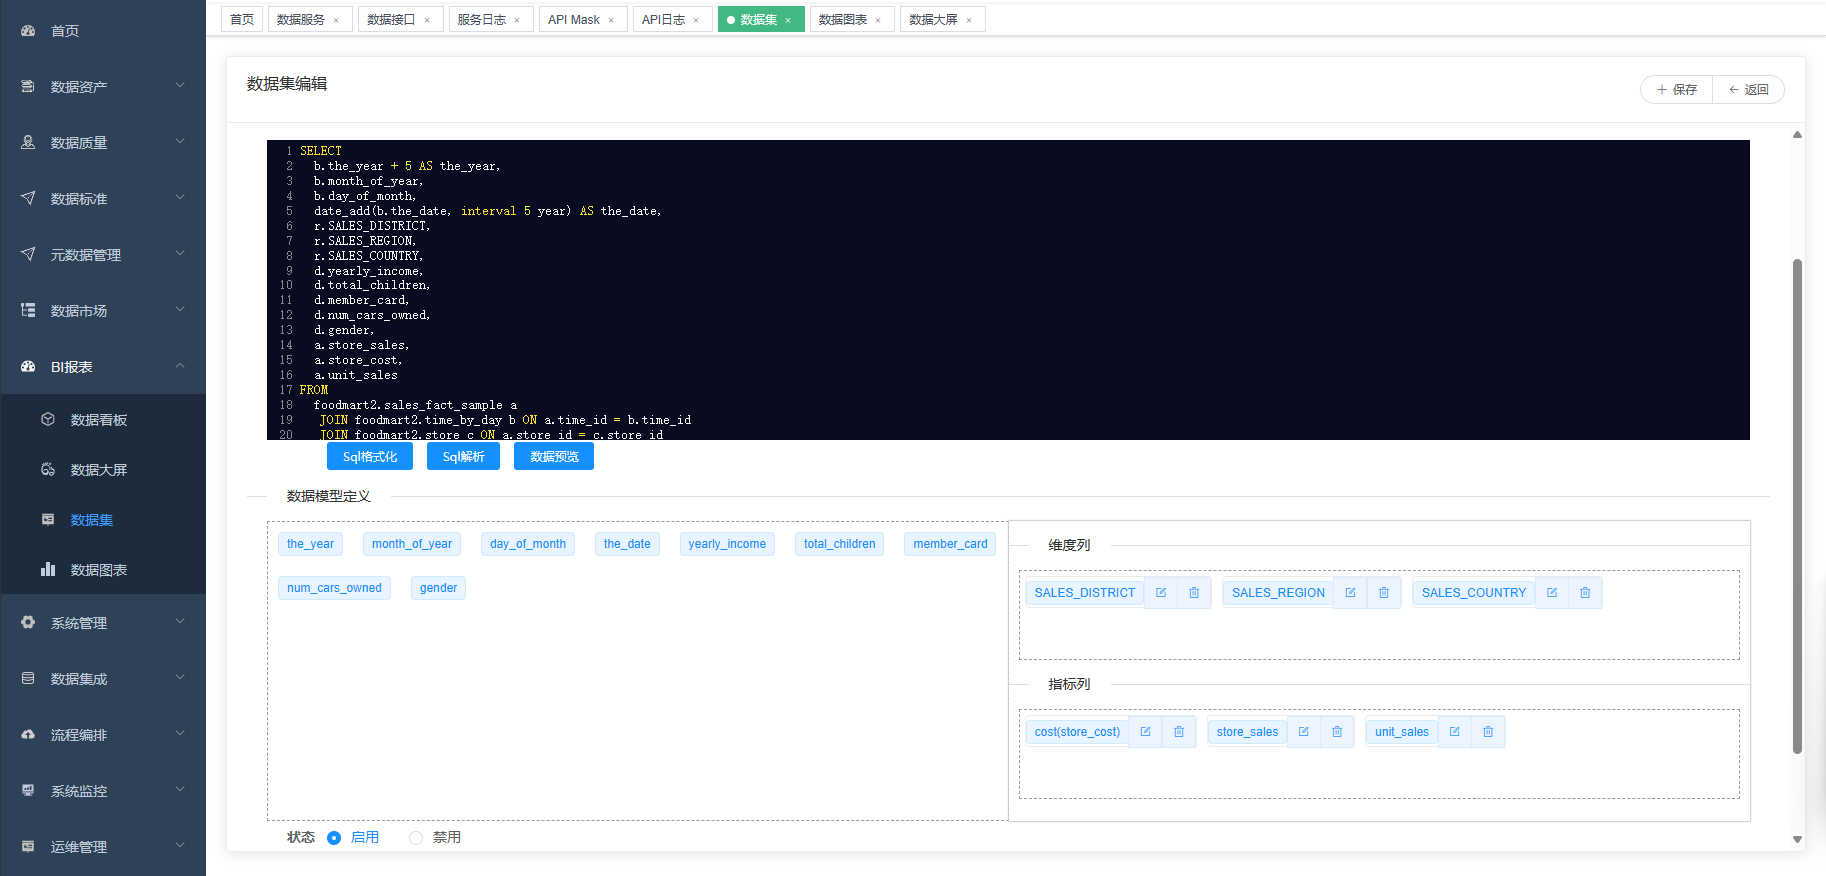 首页
数据资产
数据质量
数据标准
元数据管理
数据市场
BI报表
数据看板
数据大屏
数据集
数据图表
系统管理
数据集成
流程编排
系统监控
运维管理
首页 数据服务 × 数据接口 × 服务日志 × API Mask × API日志 × 数据集 × 数据图表 × 数据大屏 ×
数据集编辑
保存 返回
1 SELECT
2 b.the_year + 5 AS the_year,
3 b.month_of_year,
4 b.day_of_month,
5 date_add(b.the_date, interval 5 year) AS the_date,
6 r.SALES_DISTRICT,
7 r.SALES_REGION,
8 r.SALES_COUNTRY,
9 d.yearly_income,
10 d.total_children,
11 d.member_card,
12 d.num_cars_owned,
13 d.gender,
14 a.store_sales,
15 a.store_cost,
16 a.unit_sales
17 FROM
18 foodmart2.sales_fact_sample a
19 JOIN foodmart2.time_by_day b ON a.time_id = b.time_id
20 JOIN foodmart2.store c ON a.store_id = c.store_id
Sql格式化 Sql解析 数据预览
数据模型定义
the_year month_of_year day_of_month the_date yearly_income total_children member_card
num_cars_owned gender
维度列
SALES_DISTRICT SALES_REGION SALES_COUNTRY
指标列
cost(store_cost) store_sales unit_sales
状态 启用 禁用